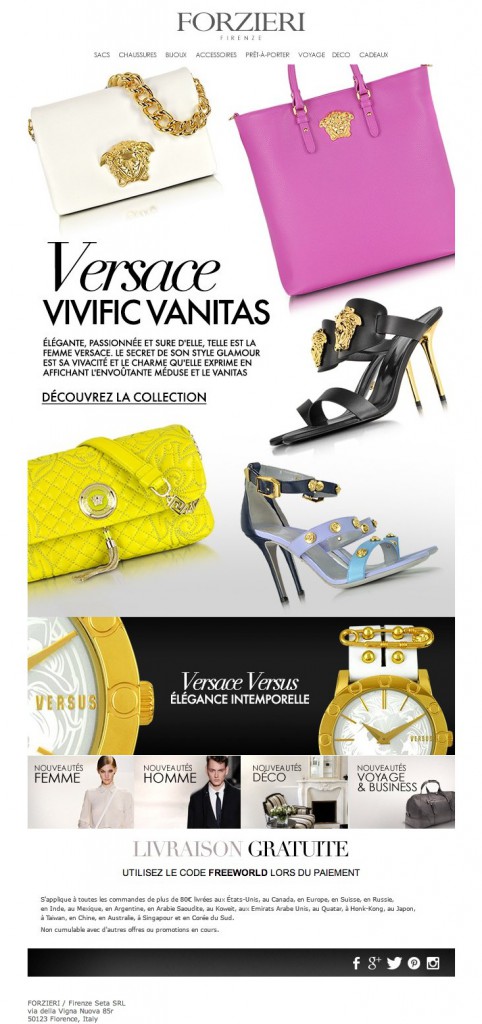 FORZIERI
FIRENZE
SACS CHAUSSURES BIJOUX ACCESSOIRES PRÊT-À-PORTER VOYAGE DECO CADEAUX
Versace
VIVIFIC VANITAS
ÉLÉGANTE, PASSIONNÉE ET SURE D'ELLE, TELLE EST LA
FEMME VERSACE. LE SECRET DE SON STYLE GLAMOUR
EST SA VIVACITÉ ET LE CHARME QU'ELLE EXPRIME EN
AFFICHANT L'ENVOÛTANTE MÉDUSE ET LE VANITAS
DÉCOUVREZ LA COLLECTION
VERSUS
Versace Versus
ÉLÉGANCE INTEMPORELLE
VERSUS
NOUVEAUTÉS
FEMME
NOUVEAUTÉS
HOMME
NOUVEAUTÉS
DÉCO
NOUVEAUTÉS
VOYAGE
& BUSINESS
LIVRAISON GRATUITE
UTILISEZ LE CODE FREEWORLD LORS DU PAIEMENT
S'applique à toutes les commandes de plus de 80€ livrées aux États-Unis, au Canada, en Europe, en Suisse, en Russie,
en Inde, au Mexique, en Argentine, en Arabie Saoudite, au Koweit, aux Emirats Arabe Unis, au Quatar, à Honk-Kong, au Japon,
à Taiwan, en Chine, en Australie, à Singapour et en Corée du Sud.
Non cumulable avec d'autres offres ou promotions en cours.
FORZIERI / Firenze Seta SRL
via della Vigna Nuova 85r
50123 Florence, Italy